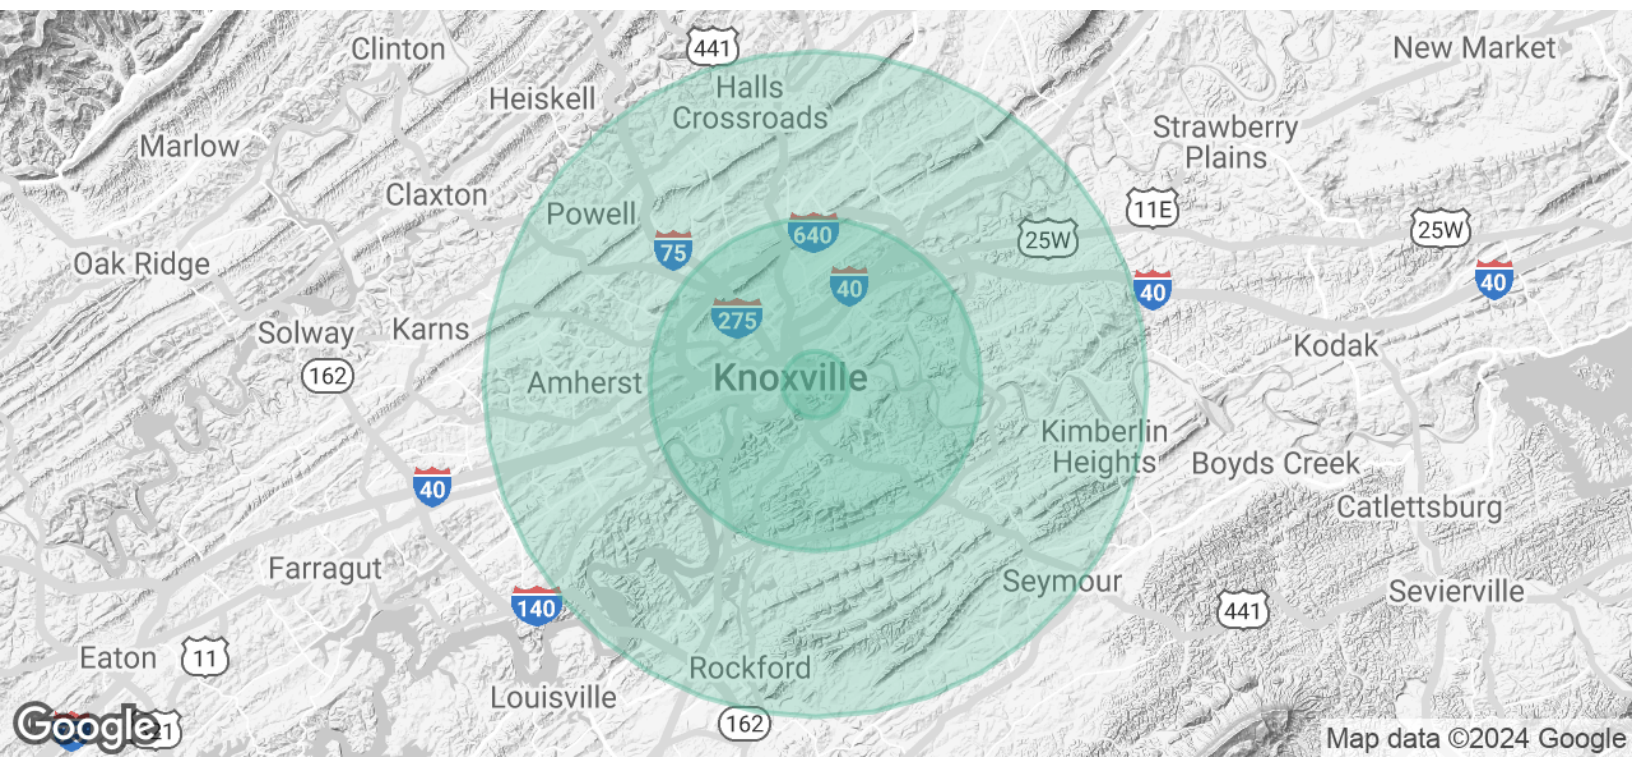 Clinton
441
New Market
Heiskell
Halls
Crossroads
Marlow
Strawberry
Plains
Claxton
Powell
11E
25W
25W
640
75
Oak Ridge
40
40
40
275
Solway
Karns
Kodak
162
Amherst
Knoxville
Kimberlin
Heights
Boyds Creek
40
Catlettsburg
Farragut
Seymour
Sevierville
140
441
Eaton
11
Rockford
Louisville
162
Google
321
Map data ©2024 Google